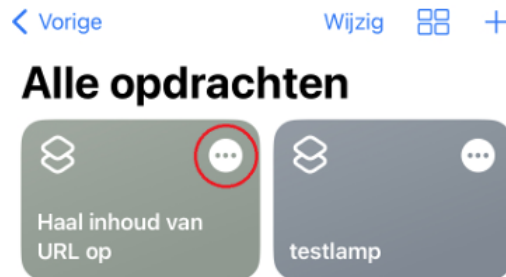 Vorige
Wijzig
Alle opdrachten
Haal inhoud van
URL op
testlamp